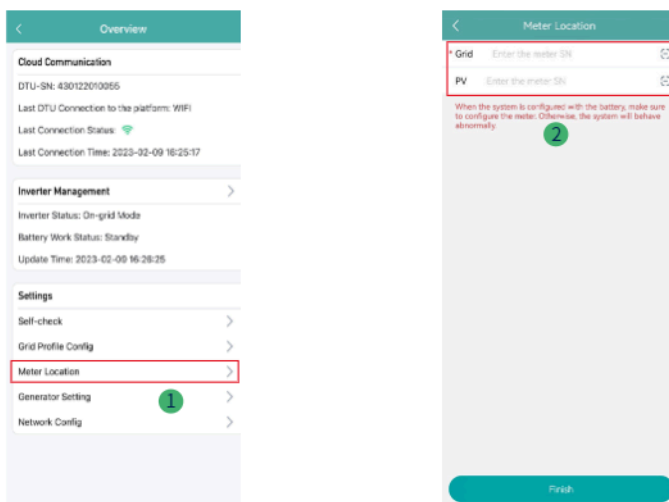 Overview
Cloud Communication
DTU-SN: 430122010055
Last DTU Connection to the platform: WIFI
Last Connection Status:
Last Connection Time: 2023-02-09 16:25:17
Inverter Management
Inverter Status: On-grid Mode
Battery Work Status: Standby
Update Time: 2023-02-09 16:26:25
Settings
Self-check
Grid Profile Config
Meter Location
Generator Setting
1
Network Config
Meter Location
* Grid Enter the meter SN
PV Enter the meter SN
When the system is configured with the battery, make sure
to configure the meter. Otherwise, the system will behave
abnormally.
2
Finish